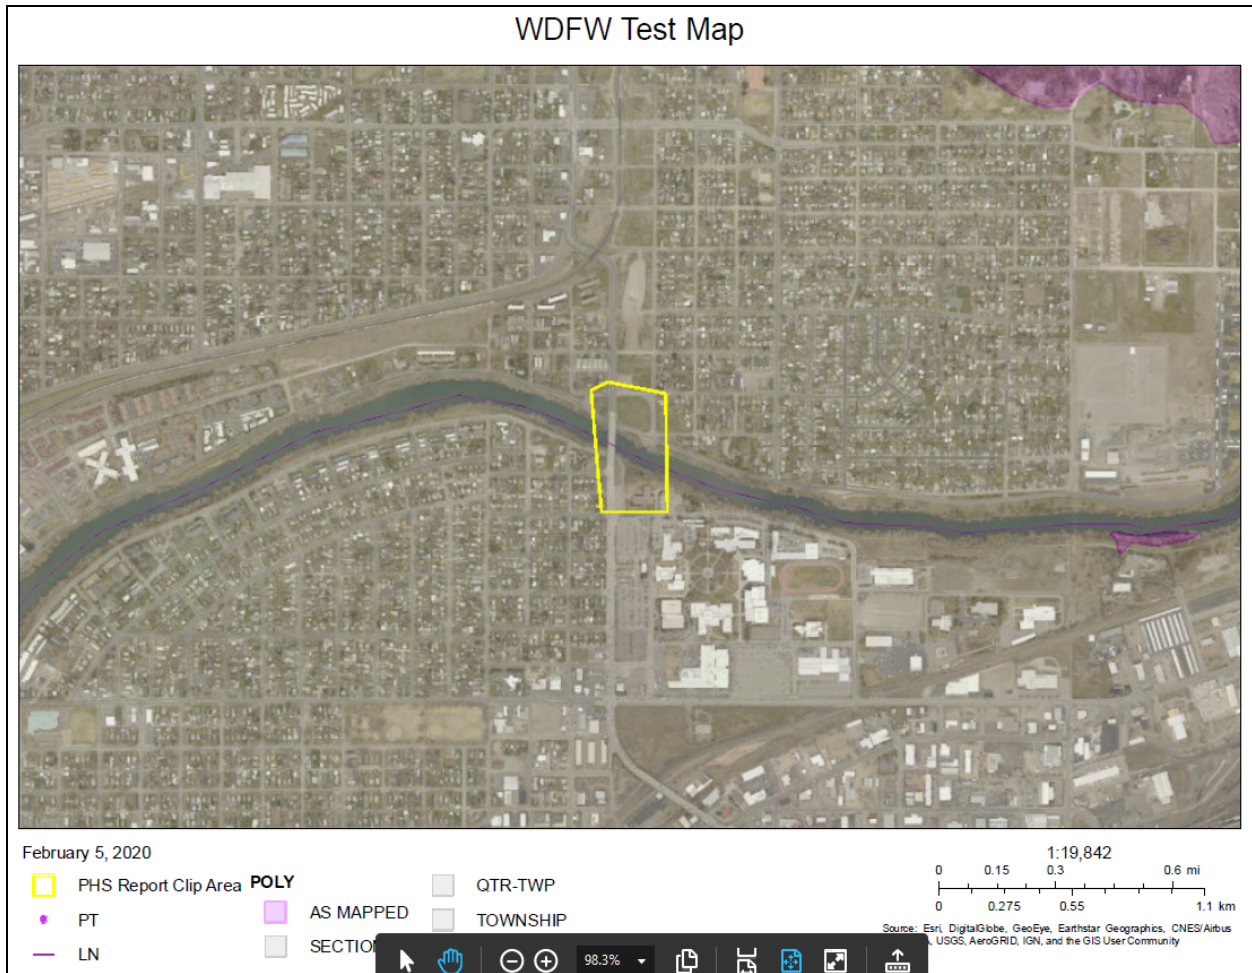 WDFW Test Map
February 5, 2020
PHS Report Clip Area
PT
LN
POLY
AS MAPPED
SECTION
QTR-TWP
TOWNSHIP
1:19,842
0 0.15 0.3 0.6 mi
0 0.275 0.55 1.1 km
Source: Esri, DigitalGlobe, GeoEye, Earthstar Geographics, CNES/Airbus
USGS, AeroGRID, IGN, and the GIS User Community
98.3%